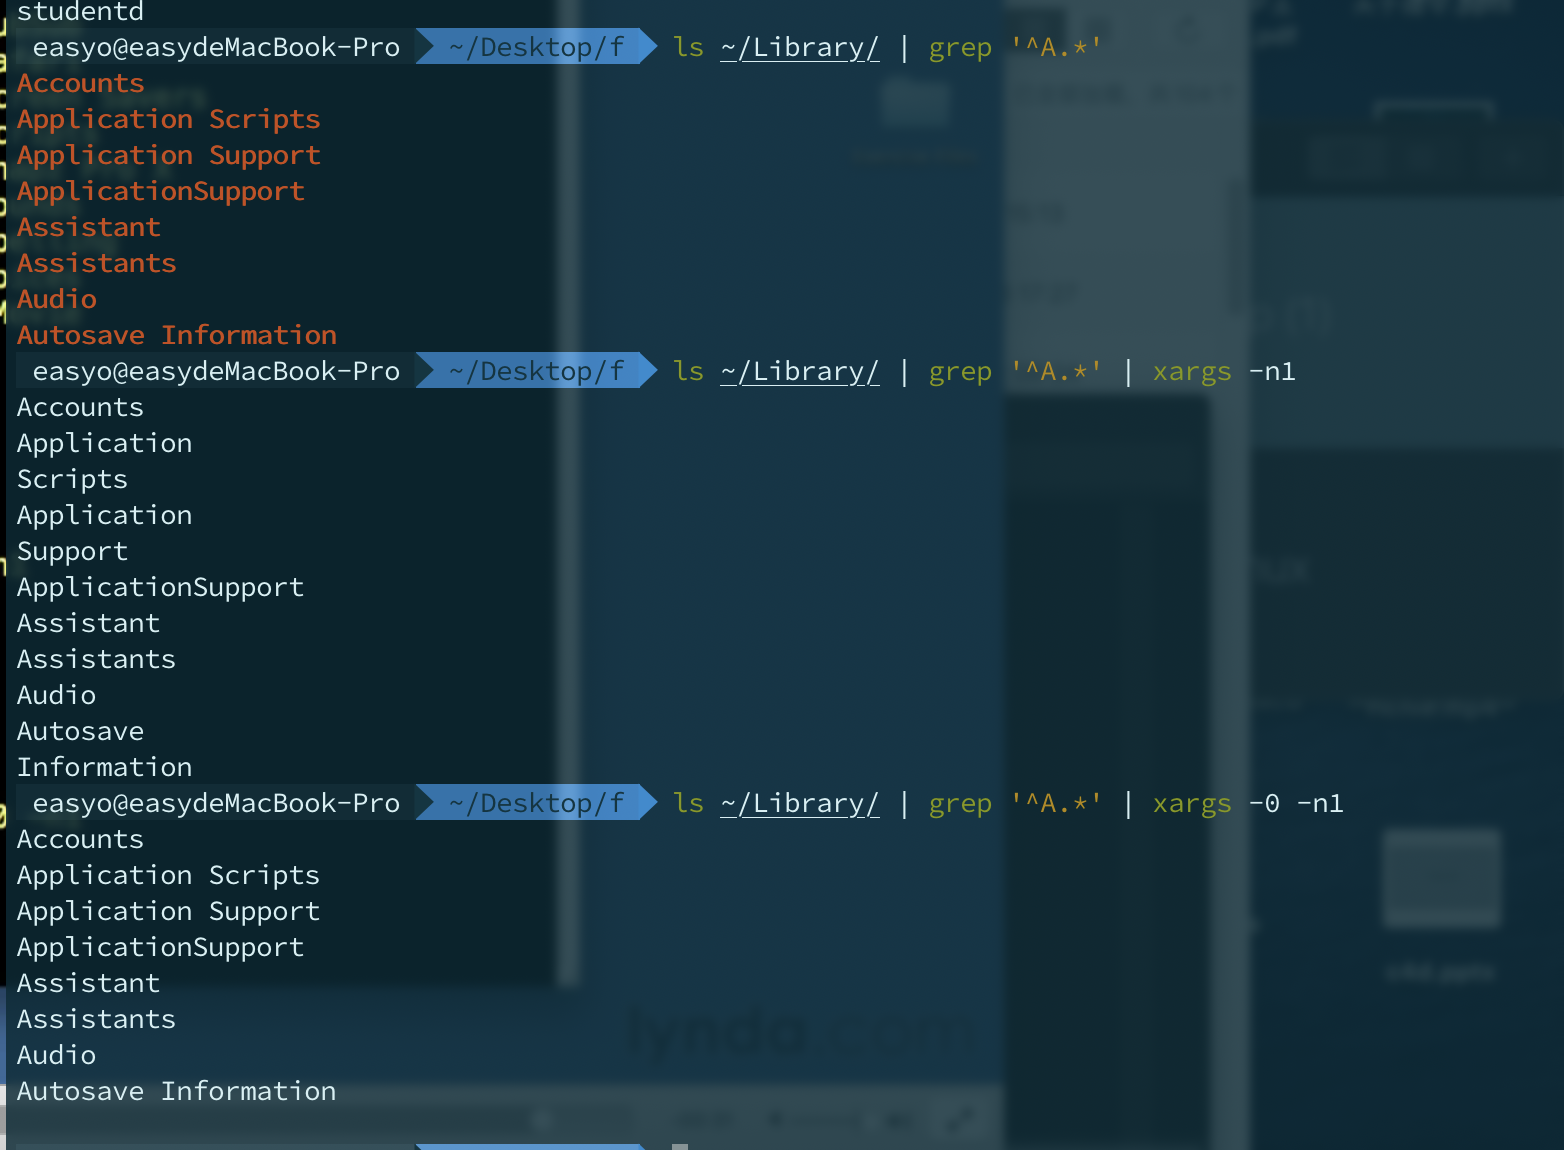 studentd
easyo@easydeMacBook-Pro ~/Desktop/f ls ~/Library/ | grep '^A.*'
Accounts
Application Scripts
Application Support
ApplicationSupport
Assistant
Assistants
Audio
Autosave Information
easyo@easydeMacBook-Pro ~/Desktop/f ls ~/Library/ | grep '^A.*' | xargs -n1
Accounts
Application
Scripts
Application
Support
ApplicationSupport
Assistant
Assistants
Audio
Autosave
Information
easyo@easydeMacBook-Pro ~/Desktop/f ls ~/Library/ | grep '^A.*' | xargs -0 -n1
Accounts
Application Scripts
Application Support
ApplicationSupport
Assistant
Assistants
Audio
Autosave Information
lynda.com